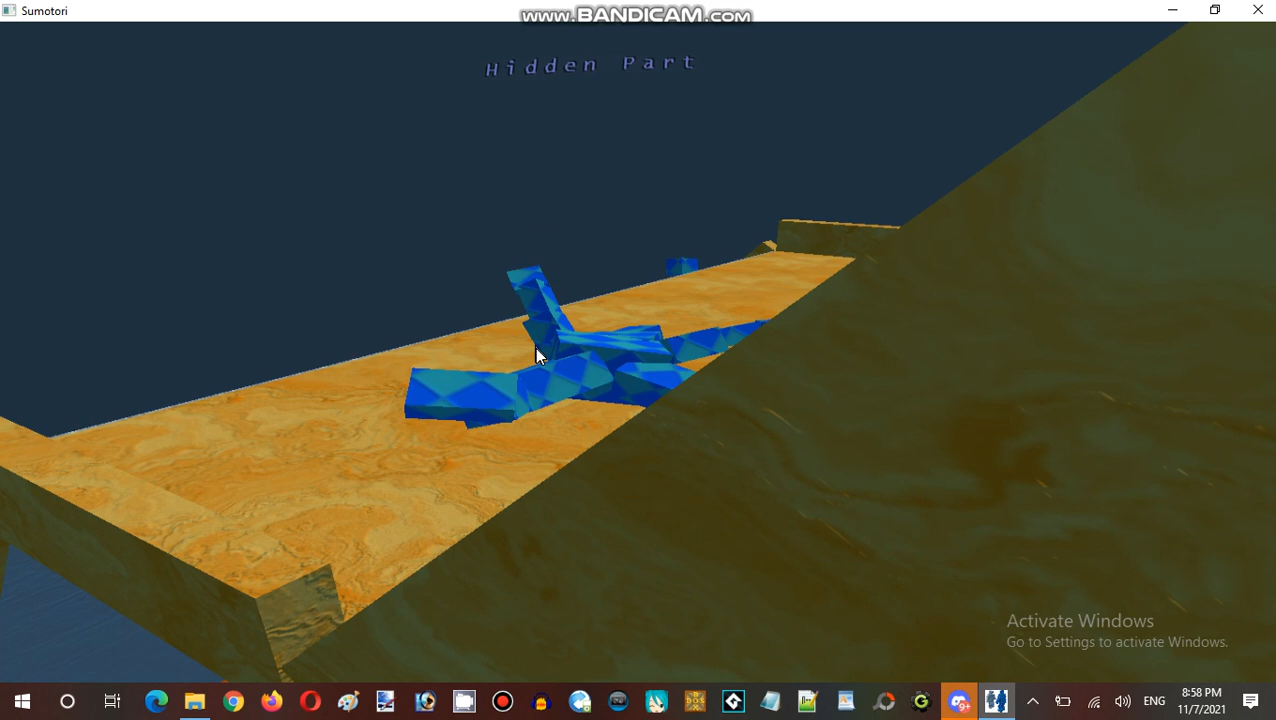 Sumotori
www.BANDICAM.com
Hidden Part
Activate Windows
Go to Settings to activate Windows.
9+
ENG
8:58 PM
11/7/2021